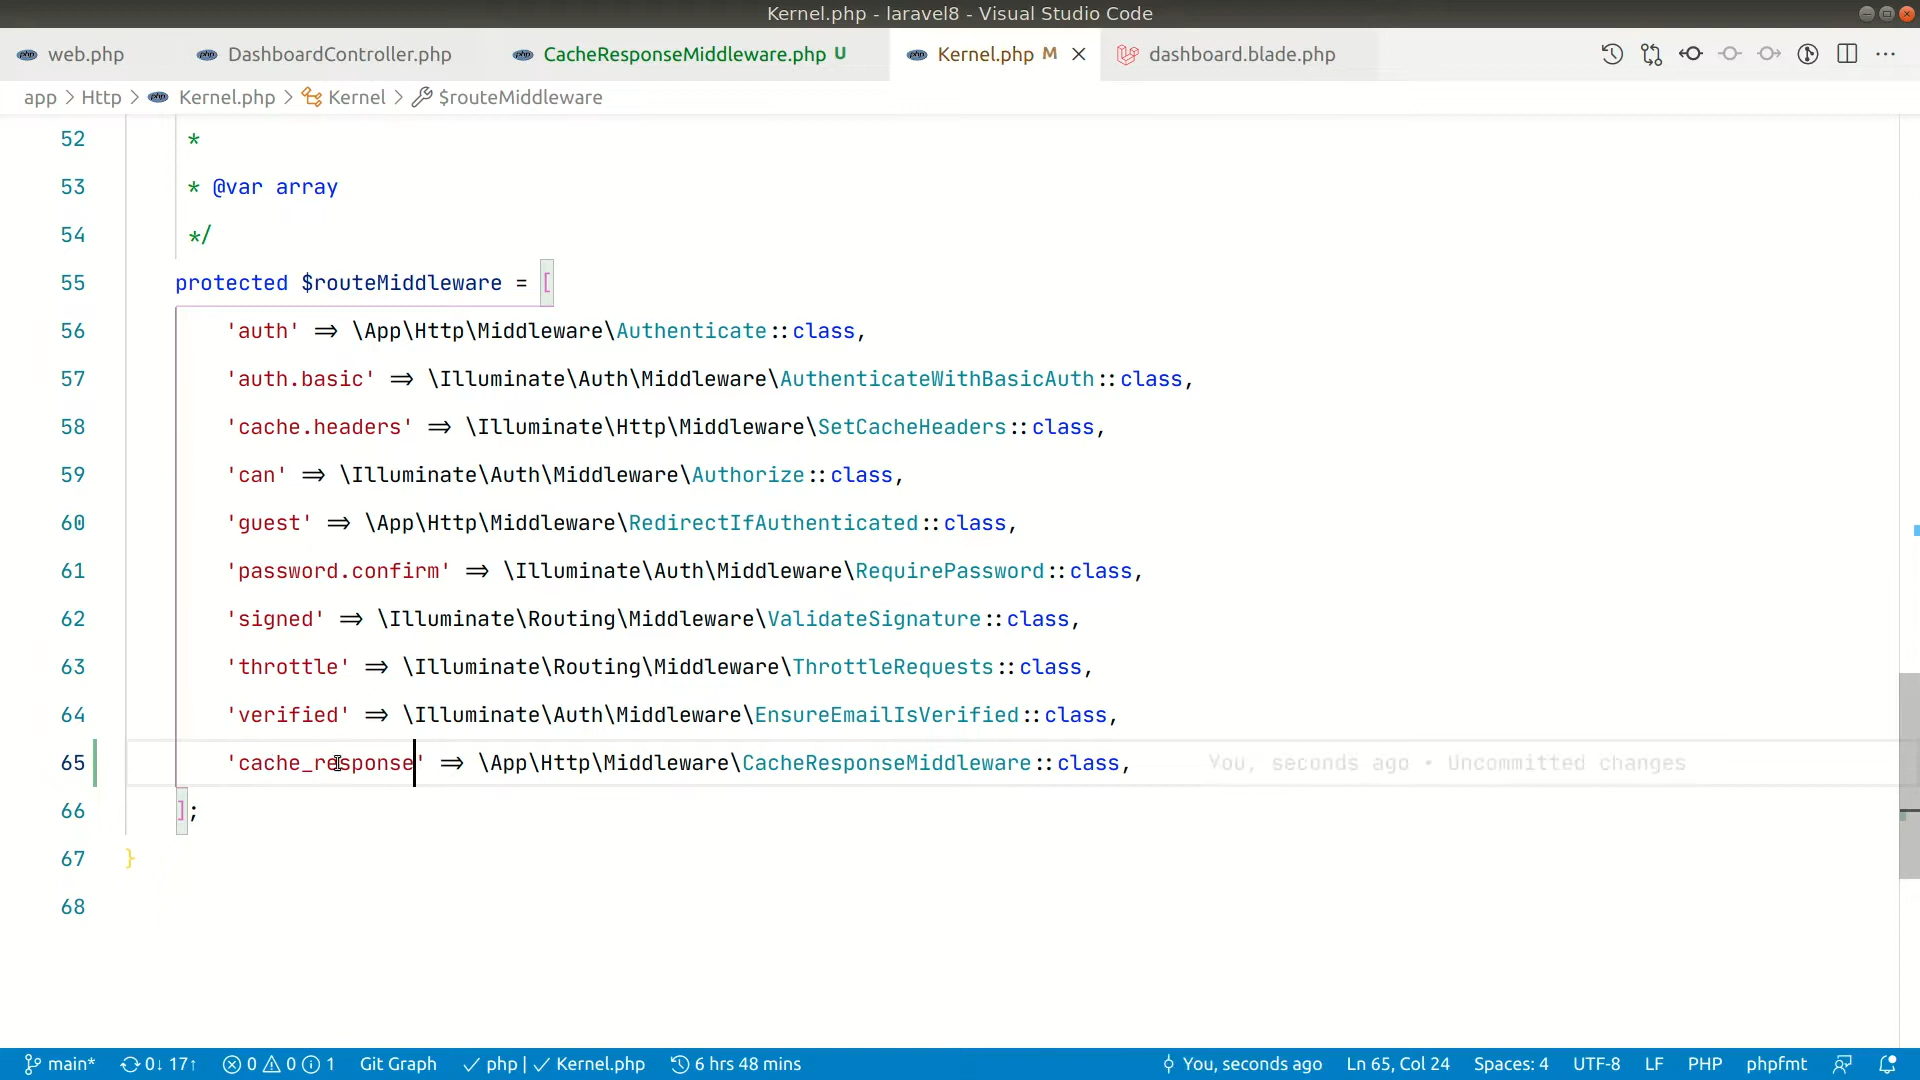 Kernel.php - laravel8 - Visual Studio Code
web.php DashboardController.php CacheResponseMiddleware.php U Kernel.php M dashboard.blade.php
app > Http > Kernel.php > Kernel > $routeMiddleware
52 *
53 * @var array
54 */
55 protected $routeMiddleware = [
56 'auth' => \App\Http\Middleware\Authenticate::class,
57 'auth.basic' => \Illuminate\Auth\Middleware\AuthenticateWithBasicAuth::class,
58 'cache.headers' => \Illuminate\Http\Middleware\SetCacheHeaders::class,
59 'can' => \Illuminate\Auth\Middleware\Authorize::class,
60 'guest' => \App\Http\Middleware\RedirectIfAuthenticated::class,
61 'password.confirm' => \Illuminate\Auth\Middleware\RequirePassword::class,
62 'signed' => \Illuminate\Routing\Middleware\ValidateSignature::class,
63 'throttle' => \Illuminate\Routing\Middleware\ThrottleRequests::class,
64 'verified' => \Illuminate\Auth\Middleware\EnsureEmailIsVerified::class,
65 'cache_response' => \App\Http\Middleware\CacheResponseMiddleware::class, You, seconds ago • Uncommitted changes
66 ];
67 }
68
main* 0↓ 17↑ 0 0 1 Git Graph ✓ php | ✓ Kernel.php 6 hrs 48 mins You, seconds ago Ln 65, Col 24 Spaces: 4 UTF-8 LF PHP phpfmt